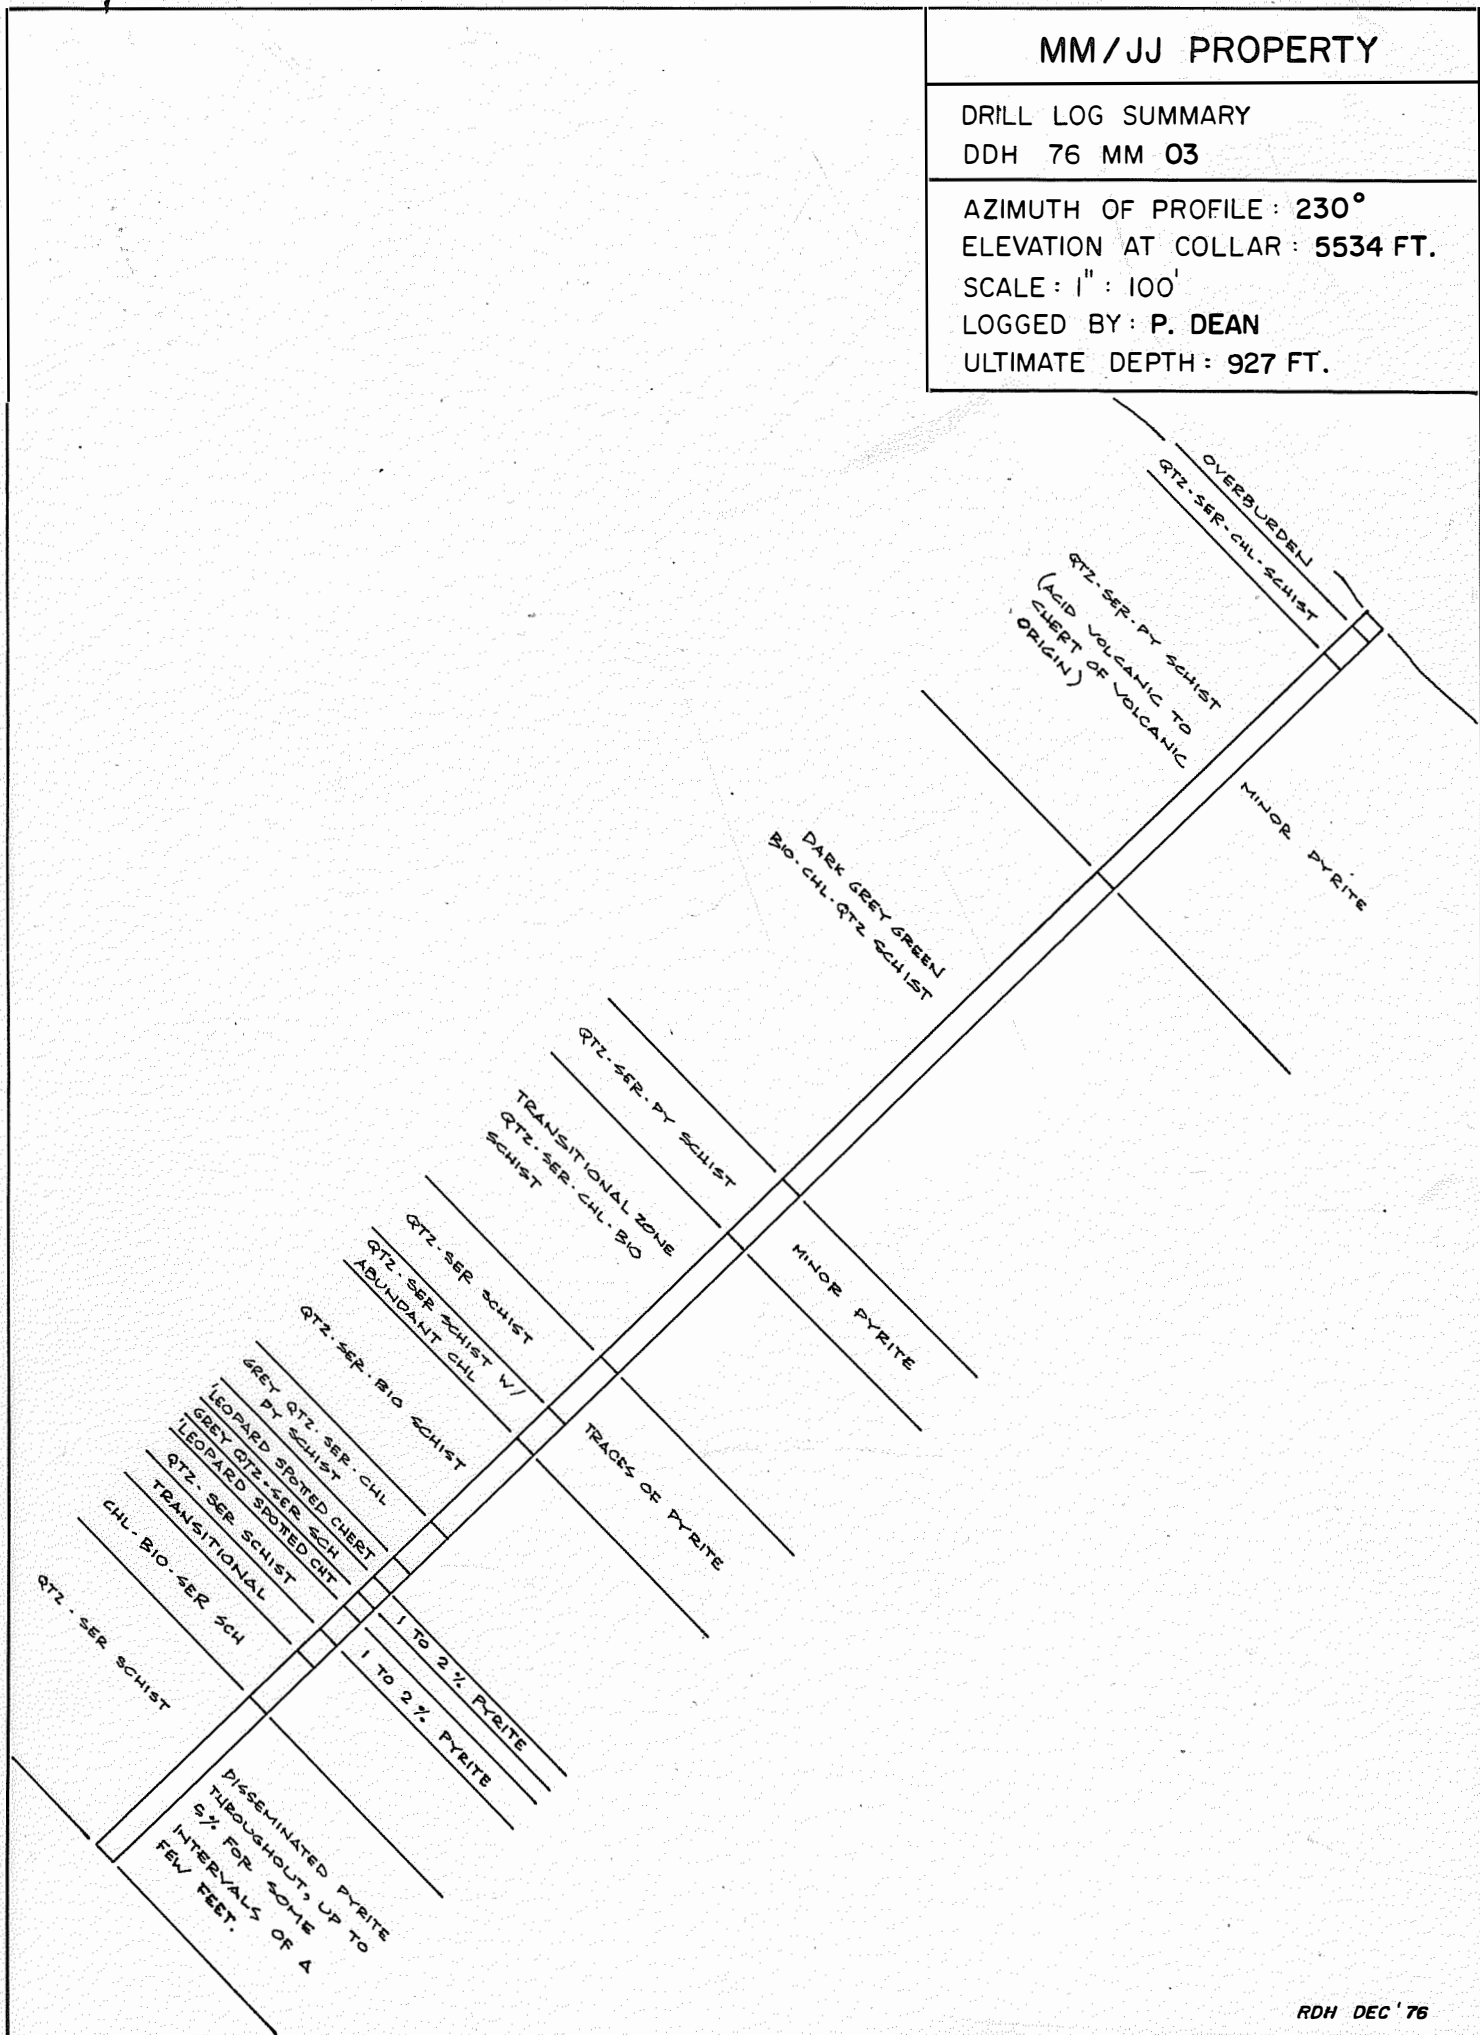 MM/JJ PROPERTY
DRILL LOG SUMMARY
DDH 76 MM 03
AZIMUTH OF PROFILE: 230°
ELEVATION AT COLLAR: 5534 FT.
SCALE: 1": 100'
LOGGED BY: P. DEAN
ULTIMATE DEPTH: 927 FT.
OVERBURDEN
QTZ-SER-CHL-SCHIST
QTZ-SER-PY SCHIST
(ACID VOLCANIC TO
CHERT OF VOLCANIC
ORIGIN)
MINOR PYRITE
DARK GREY GREEN
BIO-CHL-QTZ SCHIST
QTZ-SER-PY SCHIST
MINOR PYRITE
TRANSITIONAL ZONE
QTZ-SER-CHL-BIO
SCHIST
QTZ-SER SCHIST
TRACES OF PYRITE
QTZ-SER SCHIST W/
ABUNDANT CHL
QTZ-SER-BIO SCHIST
GREY QTZ-SER-CHL
PY SCHIST
'LEOPARD SPOTTED CHERT
GREY QTZ-SER SCH
'LEOPARD SPOTTED CHT
QTZ-SER SCHIST
TRANSITIONAL
CHL-BIO-SER SCH
QTZ-SER SCHIST
1 TO 2% PYRITE
1 TO 2% PYRITE
DISSEMINATED PYRITE
THROUGHOUT, UP TO
5% FOR SOME
INTERVALS OF A
FEW FEET.
RDH DEC '76